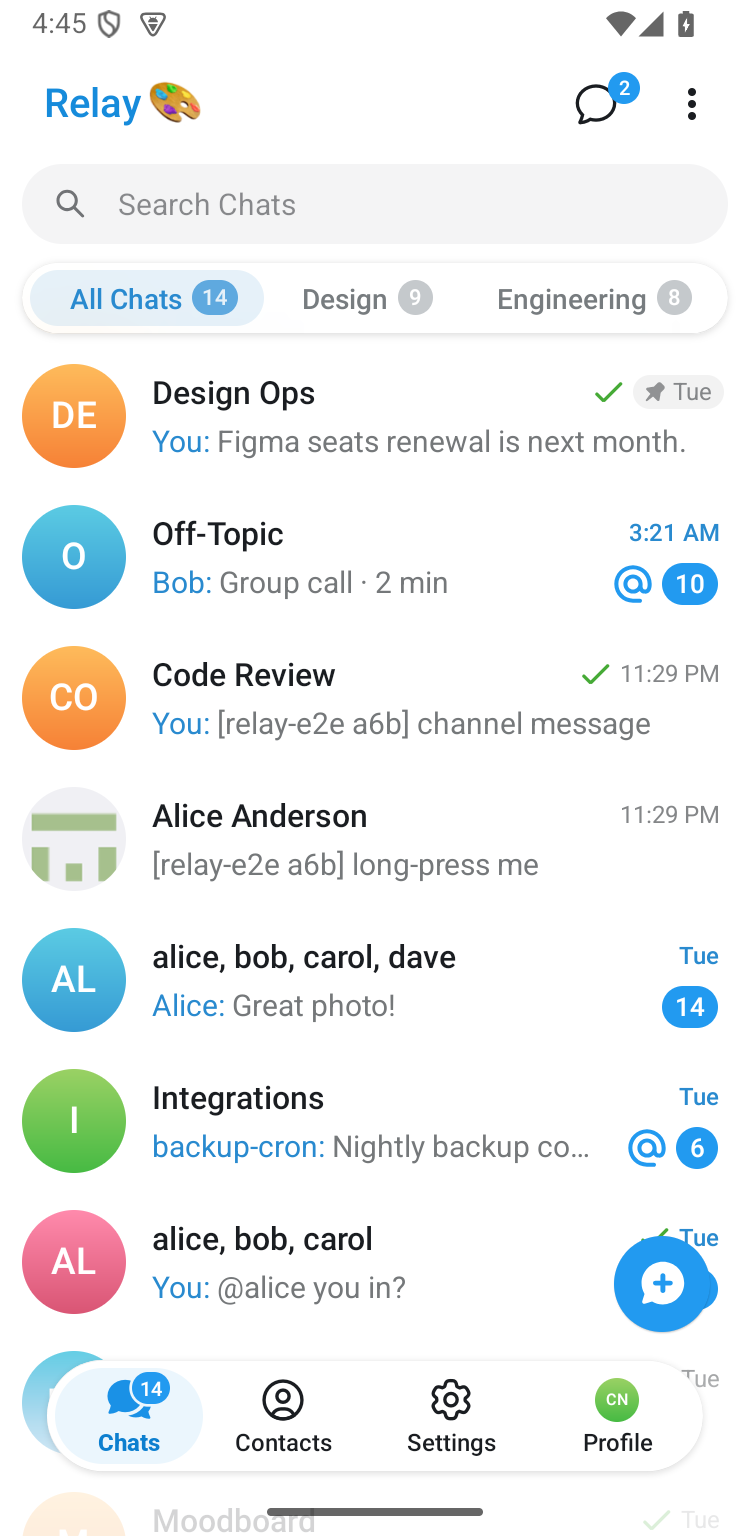 4:45
Relay
2
Search Chats
All Chats 14 Design 9 Engineering 8
DE
Design Ops
Tue
You: Figma seats renewal is next month.
O
Off-Topic
3:21 AM
Bob: Group call · 2 min
@ 10
CO
Code Review
11:29 PM
You: [relay-e2e a6b] channel message
Alice Anderson
11:29 PM
[relay-e2e a6b] long-press me
AL
alice, bob, carol, dave
Tue
Alice: Great photo!
14
I
Integrations
Tue
backup-cron: Nightly backup co...
@ 6
AL
alice, bob, carol
Tue
You: @alice you in?
Tue
14
CN
Chats Contacts Settings Profile
Moodboard
Tue